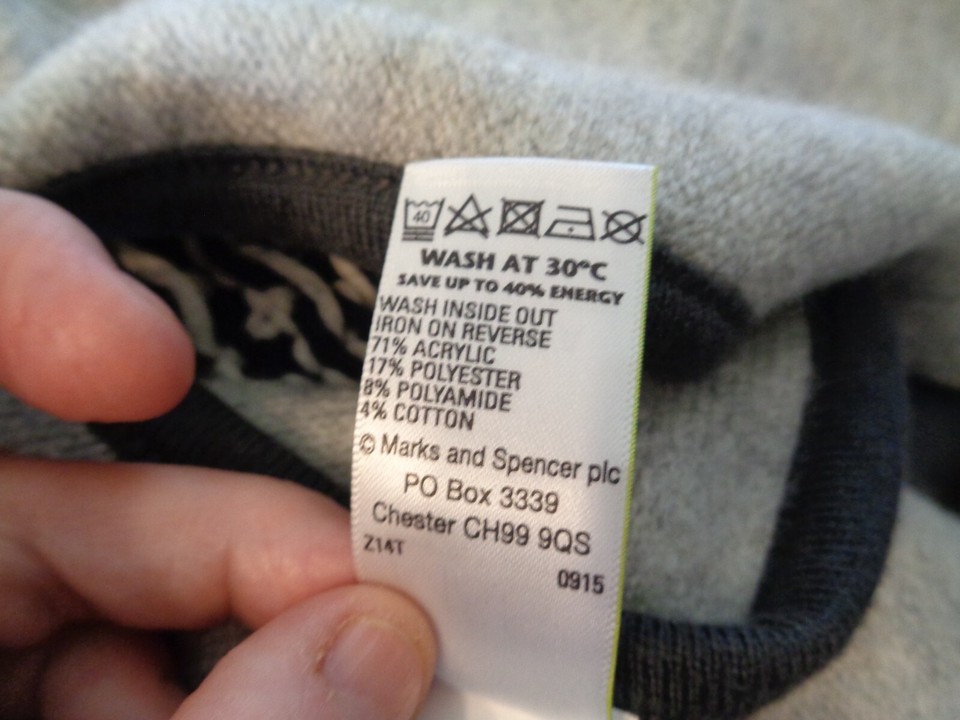 40
WASH AT 30°C
SAVE UP TO 40% ENERGY
WASH INSIDE OUT
IRON ON REVERSE
71% ACRYLIC
17% POLYESTER
8% POLYAMIDE
4% COTTON
© Marks and Spencer plc
PO Box 3339
Chester CH99 9QS
Z14T
0915